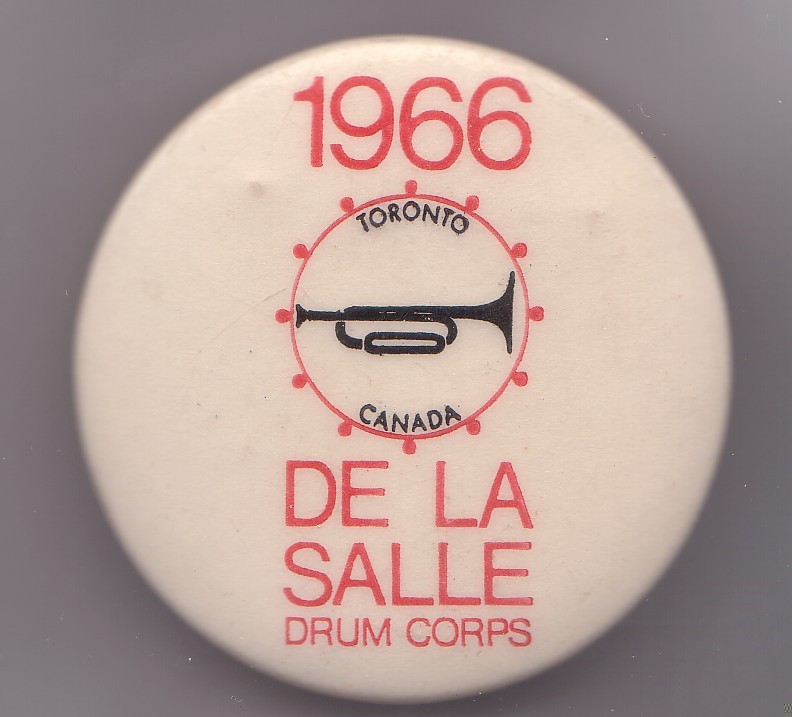 1966
TORONTO
CANADA
DE LA
SALLE
DRUM CORPS